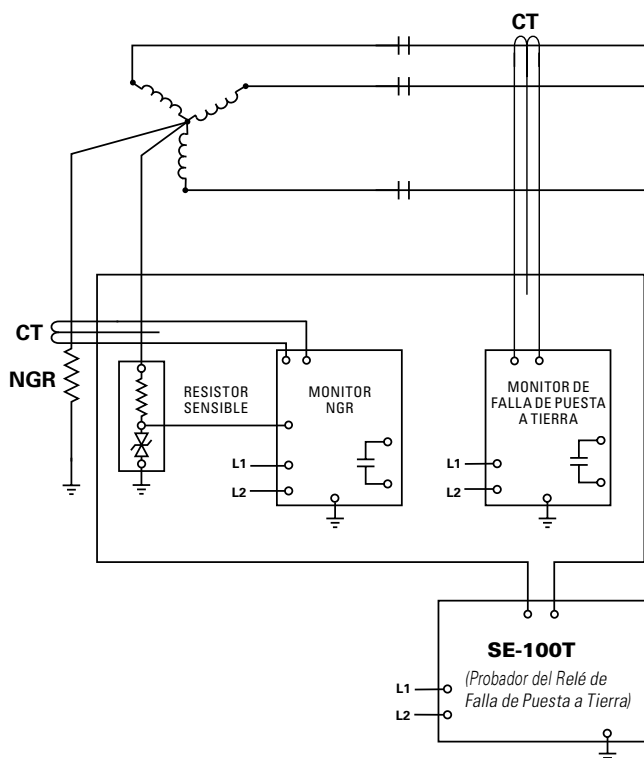 CT
CT
NGR
RESISTOR
SENSIBLE
MONITOR
NGR
L1
L2
MONITOR DE
FALLA DE PUESTA
A TIERRA
L1
L2
SE-100T
(Probador del Relé de
Falla de Puesta a Tierra)
L1
L2